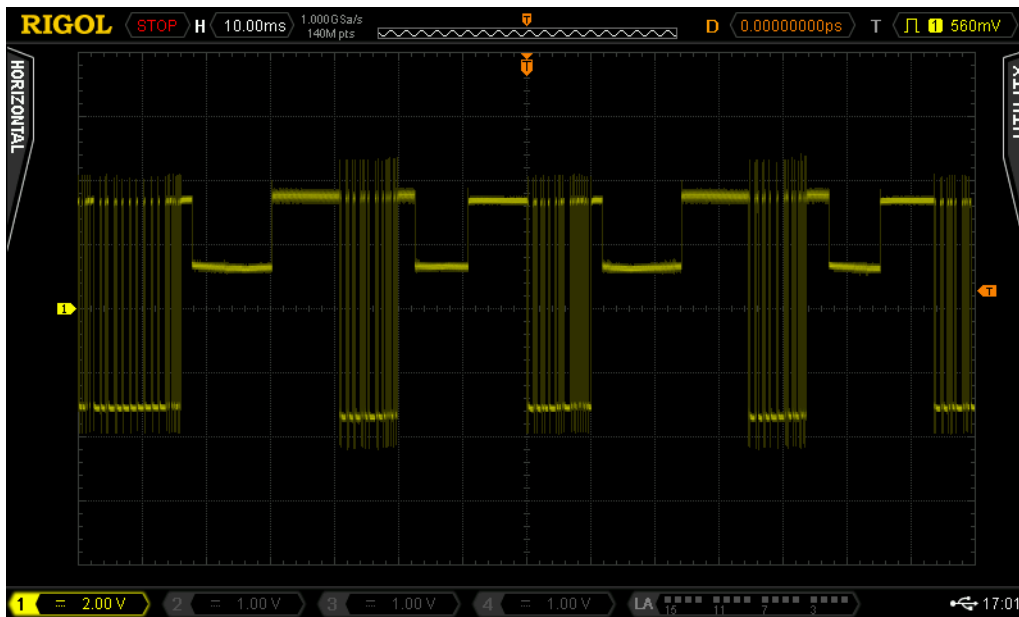 RIGOL STOP H 10.00ms 1.000GSa/s 140M pts D 0.00000000ps T 1 560mV
T
T
HORIZONTAL
1
T
1 = 2.00 V 2 = 1.00 V 3 = 1.00 V 4 = 1.00 V LA 15 11 7 3 17:01